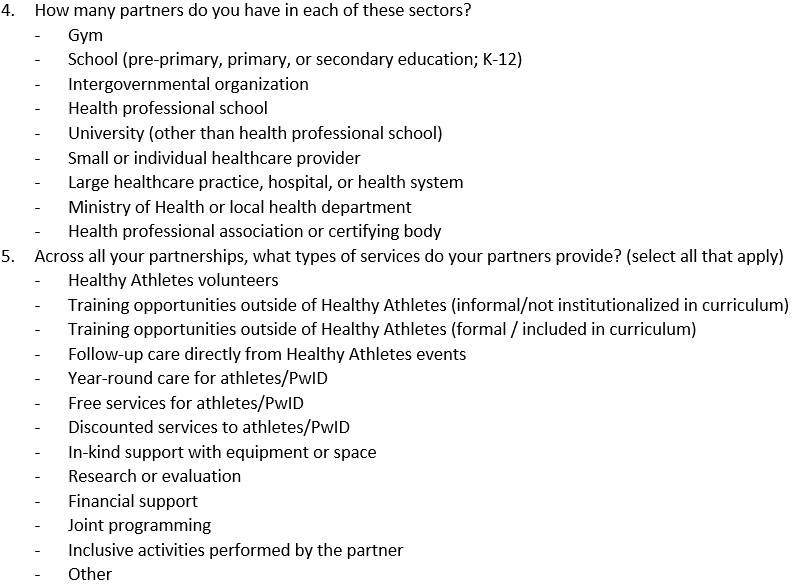 4. How many partners do you have in each of these sectors?
- Gym
- School (pre-primary, primary, or secondary education; K-12)
- Intergovernmental organization
- Health professional school
- University (other than health professional school)
- Small or individual healthcare provider
- Large healthcare practice, hospital, or health system
- Ministry of Health or local health department
- Health professional association or certifying body
5. Across all your partnerships, what types of services do your partners provide? (select all that apply)
- Healthy Athletes volunteers
- Training opportunities outside of Healthy Athletes (informal/not institutionalized in curriculum)
- Training opportunities outside of Healthy Athletes (formal / included in curriculum)
- Follow-up care directly from Healthy Athletes events
- Year-round care for athletes/PwID
- Free services for athletes/PwID
- Discounted services to athletes/PwID
- In-kind support with equipment or space
- Research or evaluation
- Financial support
- Joint programming
- Inclusive activities performed by the partner
- Other